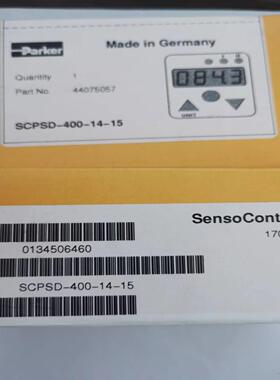 Parker
Made in Germany
Quantity 1
Part No. 44075057
0843
UNIT
SCPSD-400-14-15
SensoCont
170
0134506460
SCPSD-400-14-15